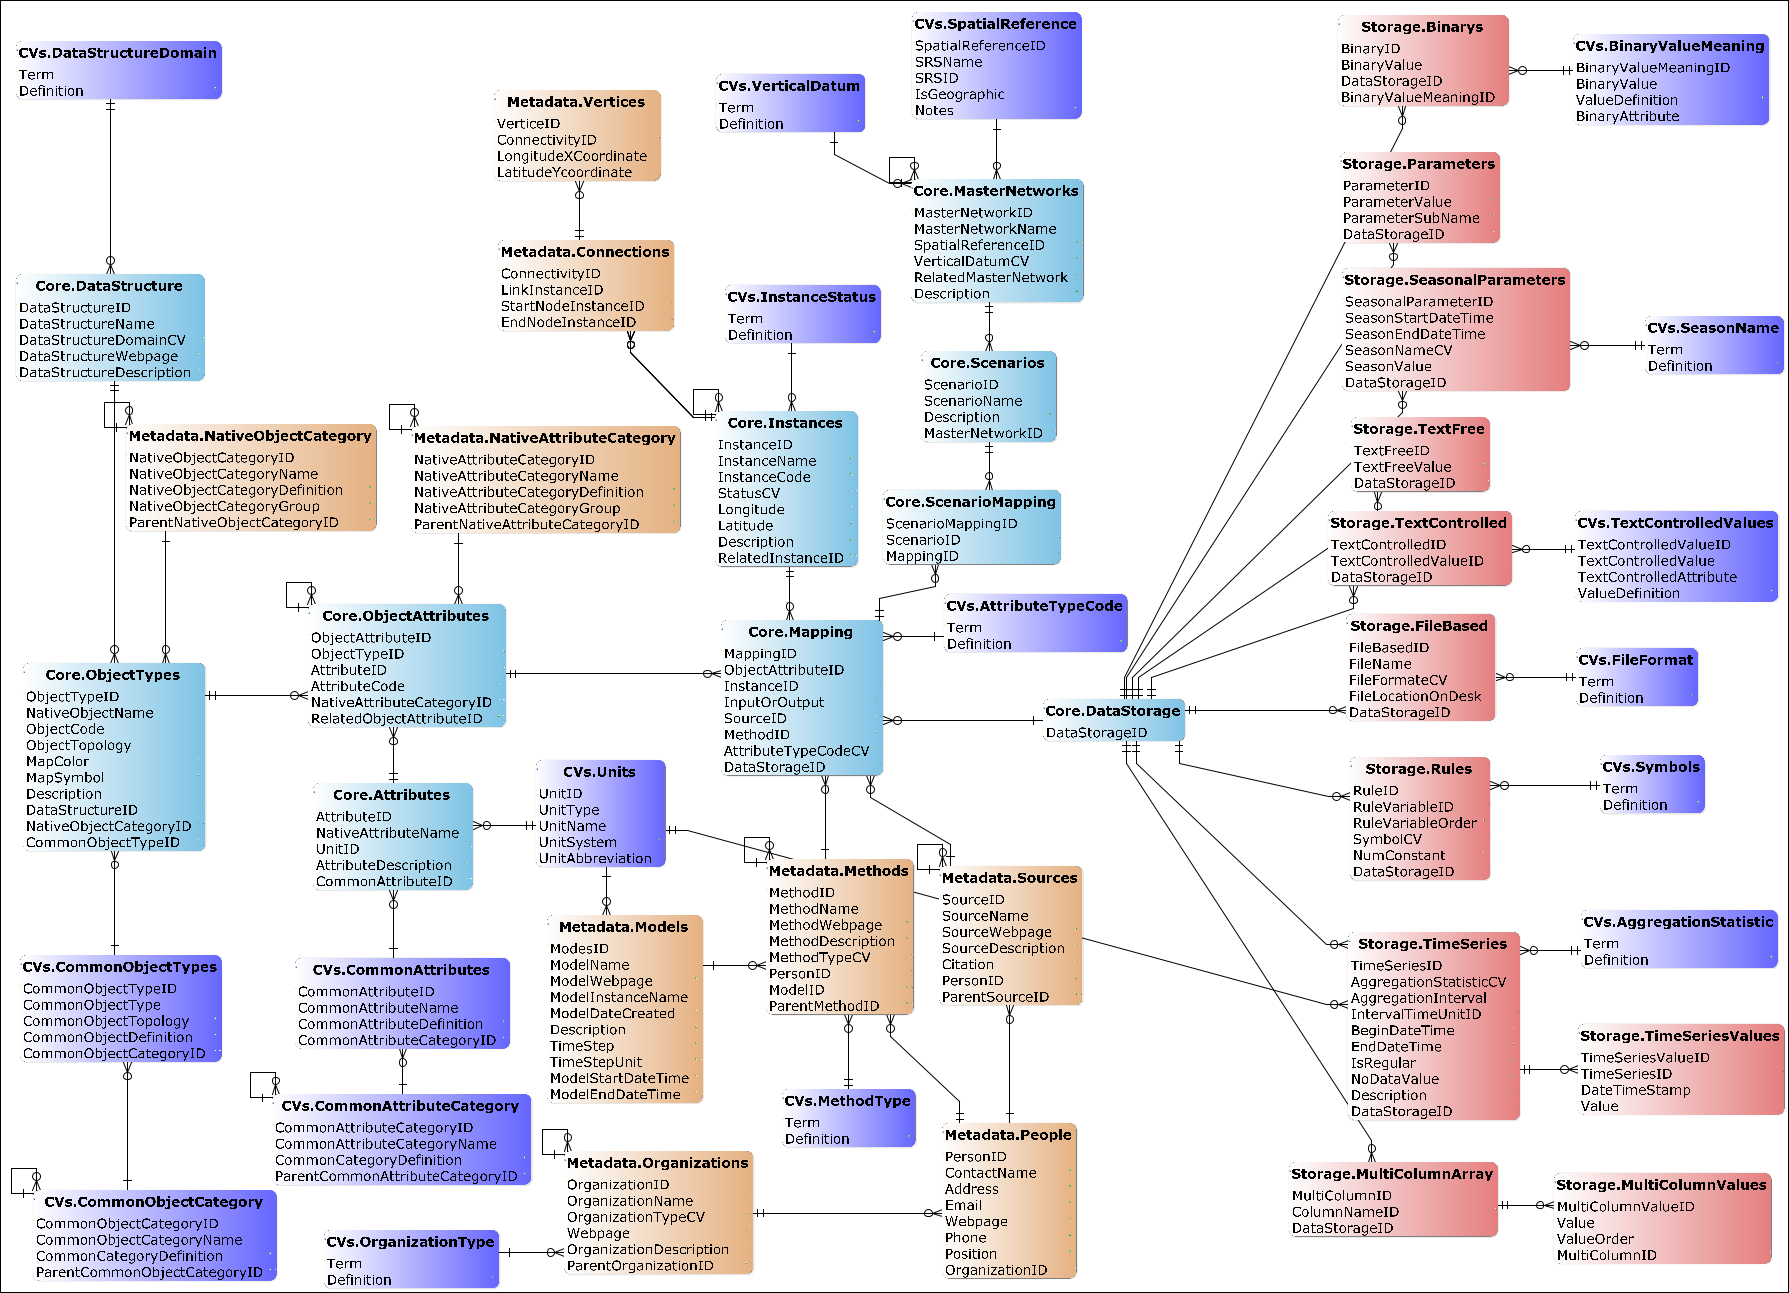 CVs.DataStructureDomain
Term
Definition
Core.DataStructure
DataStructureID
DataStructureName
DataStructureDomainCV
DataStructureWebpage
DataStructureDescription
Metadata.NativeObjectCategory
NativeObjectCategoryID
NativeObjectCategoryName
NativeObjectCategoryDefinition
NativeObjectCategoryGroup
ParentNativeObjectCategoryID
Core.ObjectTypes
ObjectTypeID
NativeObjectName
ObjectCode
ObjectTopology
MapColor
MapSymbol
Description
DataStructureID
NativeObjectCategoryID
CommonObjectTypeID
CVs.CommonObjectTypes
CommonObjectTypeID
CommonObjectType
CommonObjectTopology
CommonObjectDefinition
CommonObjectCategoryID
CVs.CommonObjectCategory
CommonObjectCategoryID
CommonObjectCategoryName
CommonCategoryDefinition
ParentCommonObjectCategoryID
Metadata.NativeAttributeCategory
NativeAttributeCategoryID
NativeAttributeCategoryName
NativeAttributeCategoryDefinition
NativeAttributeCategoryGroup
ParentNativeAttributeCategoryID
Core.ObjectAttributes
ObjectAttributeID
ObjectTypeID
AttributeID
AttributeCode
NativeAttributeCategoryID
RelatedObjectAttributeID
Core.Attributes
AttributeID
NativeAttributeName
UnitID
AttributeDescription
CommonAttributeID
CVs.CommonAttributes
CommonAttributeID
CommonAttributeName
CommonAttributeDefinition
CommonAttributeCategoryID
CVs.CommonAttributeCategory
CommonAttributeCategoryID
CommonAttributeCategoryName
CommonCategoryDefinition
ParentCommonAttributeCategoryID
CVs.OrganizationType
Term
Definition
Metadata.Vertices
VerticeID
ConnectivityID
LongitudeXCoordinate
LatitudeYcoordinate
Metadata.Connections
ConnectivityID
LinkInstanceID
StartNodeInstanceID
EndNodeInstanceID
CVs.Units
UnitID
UnitType
UnitName
UnitSystem
UnitAbbreviation
Metadata.Models
ModesID
ModelName
ModelWebpage
ModelInstanceName
ModelDateCreated
Description
TimeStep
TimeStepUnit
ModelStartDateTime
ModelEndDateTime
Metadata.Organizations
OrganizationID
OrganizationName
OrganizationTypeCV
Webpage
OrganizationDescription
ParentOrganizationID
CVs.VerticalDatum
Term
Definition
CVs.SpatialReference
SpatialReferenceID
SRSName
SRSID
IsGeographic
Notes
Core.MasterNetworks
MasterNetworkID
MasterNetworkName
SpatialReferenceID
VerticalDatumCV
RelatedMasterNetwork
Description
CVs.InstanceStatus
Term
Definition
Core.Scenarios
ScenarioID
ScenarioName
Description
MasterNetworkID
Core.Instances
InstanceID
InstanceName
InstanceCode
StatusCV
Longitude
Latitude
Description
RelatedInstanceID
Core.ScenarioMapping
ScenarioMappingID
ScenarioID
MappingID
Core.Mapping
MappingID
ObjectAttributeID
InstanceID
InputOrOutput
SourceID
MethodID
AttributeTypeCodeCV
DataStorageID
CVs.AttributeTypeCode
Term
Definition
Core.DataStorage
DataStorageID
Metadata.Methods
MethodID
MethodName
MethodWebpage
MethodDescription
MethodTypeCV
PersonID
ModelID
ParentMethodID
Metadata.Sources
SourceID
SourceName
SourceWebpage
SourceDescription
Citation
PersonID
ParentSourceID
CVs.MethodType
Term
Definition
Metadata.People
PersonID
ContactName
Address
Email
Webpage
Phone
Position
OrganizationID
Storage.Binarys
BinaryID
BinaryValue
DataStorageID
BinaryValueMeaningID
CVs.BinaryValueMeaning
BinaryValueMeaningID
BinaryValue
ValueDefinition
BinaryAttribute
Storage.Parameters
ParameterID
ParameterValue
ParameterSubName
DataStorageID
Storage.SeasonalParameters
SeasonalParameterID
SeasonStartDateTime
SeasonEndDateTime
SeasonNameCV
SeasonValue
DataStorageID
CVs.SeasonName
Term
Definition
Storage.TextFree
TextFreeID
TextFreeValue
DataStorageID
Storage.TextControlled
TextControlledID
TextControlledValueID
DataStorageID
CVs.TextControlledValues
TextControlledValueID
TextControlledValue
TextControlledAttribute
ValueDefinition
Storage.FileBased
FileBasedID
FileName
FileFormateCV
FileLocationOnDesk
DataStorageID
CVs.FileFormat
Term
Definition
Storage.Rules
RuleID
RuleVariableID
RuleVariableOrder
SymbolCV
NumConstant
DataStorageID
CVs.Symbols
Term
Definition
Storage.TimeSeries
TimeSeriesID
AggregationStatisticCV
AggregationInterval
IntervalTimeUnitID
BeginDateTime
EndDateTime
IsRegular
NoDataValue
Description
DataStorageID
CVs.AggregationStatistic
Term
Definition
Storage.TimeSeriesValues
TimeSeriesValueID
TimeSeriesID
DateTimeStamp
Value
Storage.MultiColumnArray
MultiColumnID
ColumnNameID
DataStorageID
Storage.MultiColumnValues
MultiColumnValueID
Value
ValueOrder
MultiColumnID